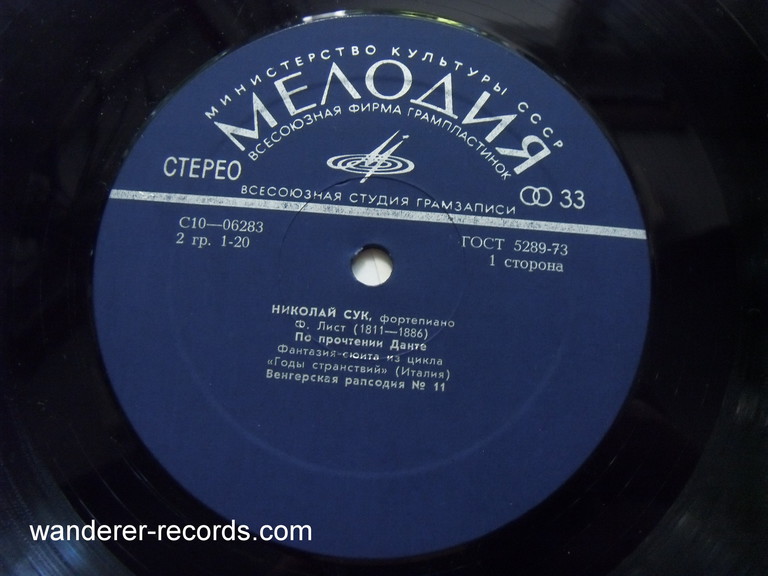 МИНИСТЕРСТВО КУЛЬТУРЫ СССР
МЕЛОДИЯ
ВСЕСОЮЗНАЯ ФИРМА ГРАМПЛАСТИНОК
СТЕРЕО
33
ВСЕСОЮЗНАЯ СТУДИЯ ГРАМЗАПИСИ
С10—06283
ГОСТ 5289-73
2 гр. 1-20
1 сторона
НИКОЛАЙ СУК, фортепиано
Ф. Лист (1811—1886)
По прочтении Данте
Фантазия-сюита из цикла
«Годы странствий» (Италия)
Венгерская рапсодия № 11
wanderer-records.com